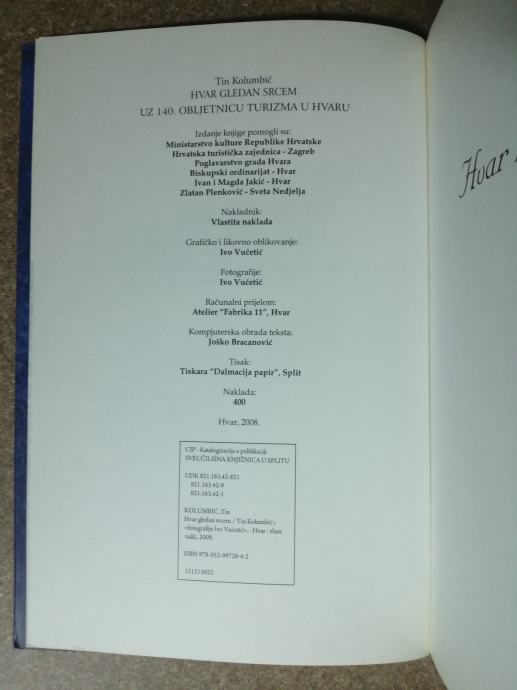 Tin Kolumbić
HVAR GLEDAN SRCEM
UZ 140. OBLJETNICU TURIZMA U HVARU
Izdanje knjige pomogli su:
Ministarstvo kulture Republike Hrvatske
Hrvatska turistička zajednica - Zagreb
Poglavarstvo grada Hvara
Biskupski ordinarijat - Hvar
Ivan i Magda Jakić - Hvar
Zlatan Plenković - Sveta Nedjelja
Nakladnik:
Vlastita naklada
Grafičko i likovno oblikovanje:
Ivo Vučetić
Fotografije:
Ivo Vučetić
Računalni prijelom:
Atelier "Fabrika 11", Hvar
Kompjuterska obrada teksta:
Joško Bracanović
Tisak:
Tiskara "Dalmacija papir", Split
Naklada:
400
Hvar, 2008.
CIP - Katalogizacija u publikaciji
SVEUČILIŠNA KNJIŽNICA U SPLITU
UDK 821.163.42-821
821.163.42-9
821.163.42-1
KOLUMBIĆ, Tin
Hvar gledan srcem / Tin Kolumbić ;
<fotografije Ivo Vučetić>. - Hvar : vlast.
nakl., 2008.
ISBN 978-953-99728-4-2
121213022
Hvar